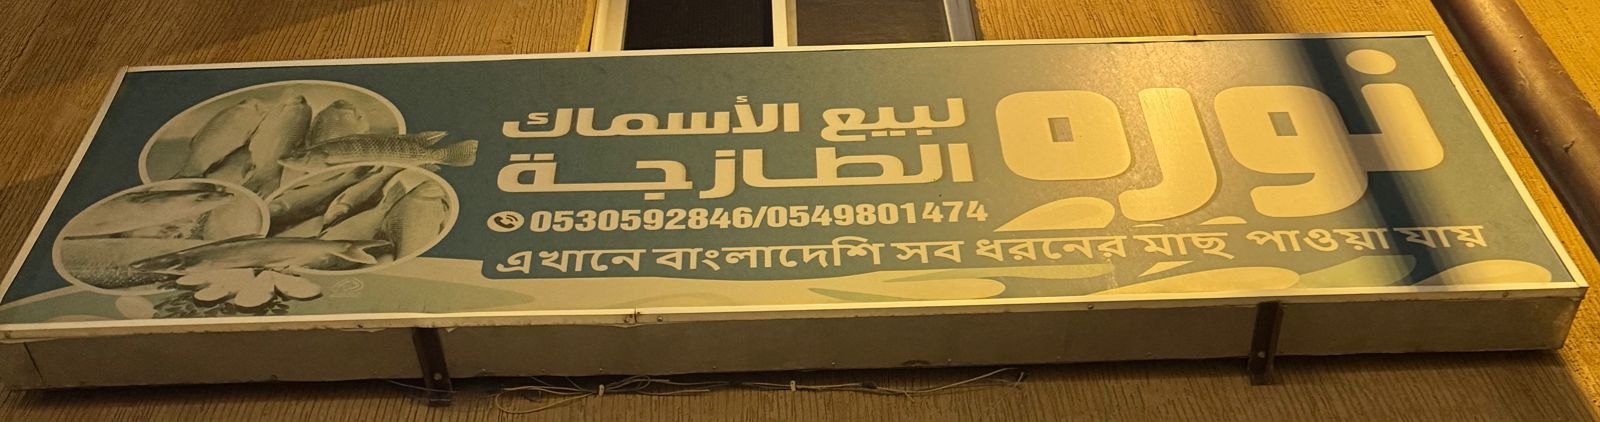 نوره
لبيع الأسماك
الطازجة
0530592846/0549801474
এখানে বাংলাদেশি সব ধরনের মাছ পাওয়া যায়